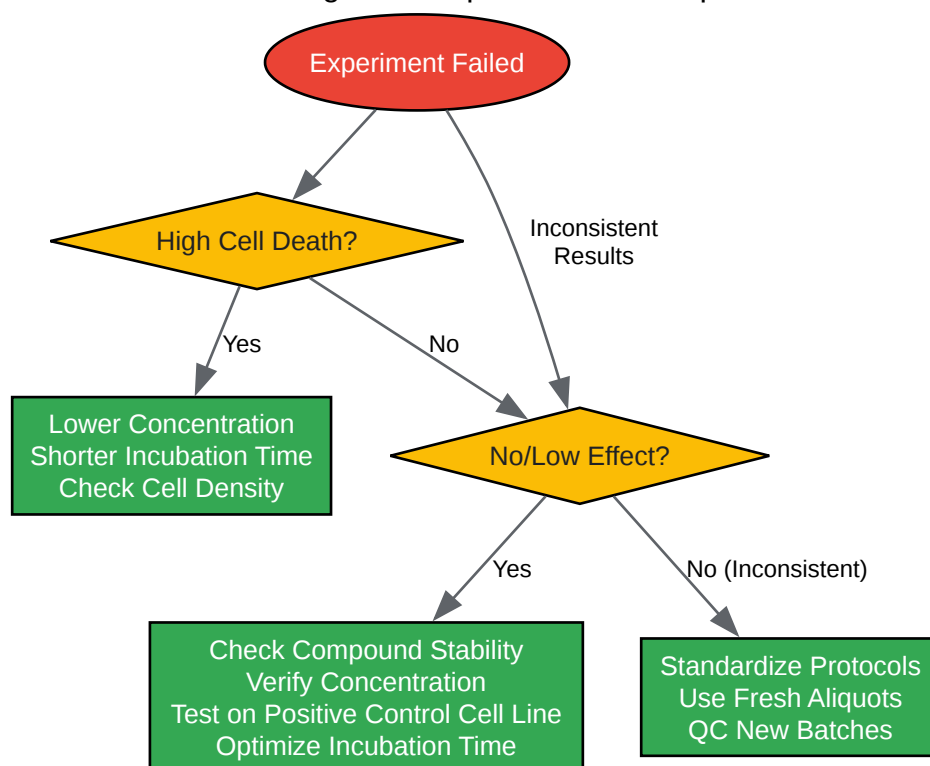 Experiment Failed
High Cell Death?
Inconsistent
Results
Yes
No
Lower Concentration
Shorter Incubation Time
Check Cell Density
No/Low Effect?
Yes
No (Inconsistent)
Check Compound Stability
Verify Concentration
Test on Positive Control Cell Line
Optimize Incubation Time
Standardize Protocols
Use Fresh Aliquots
QC New Batches